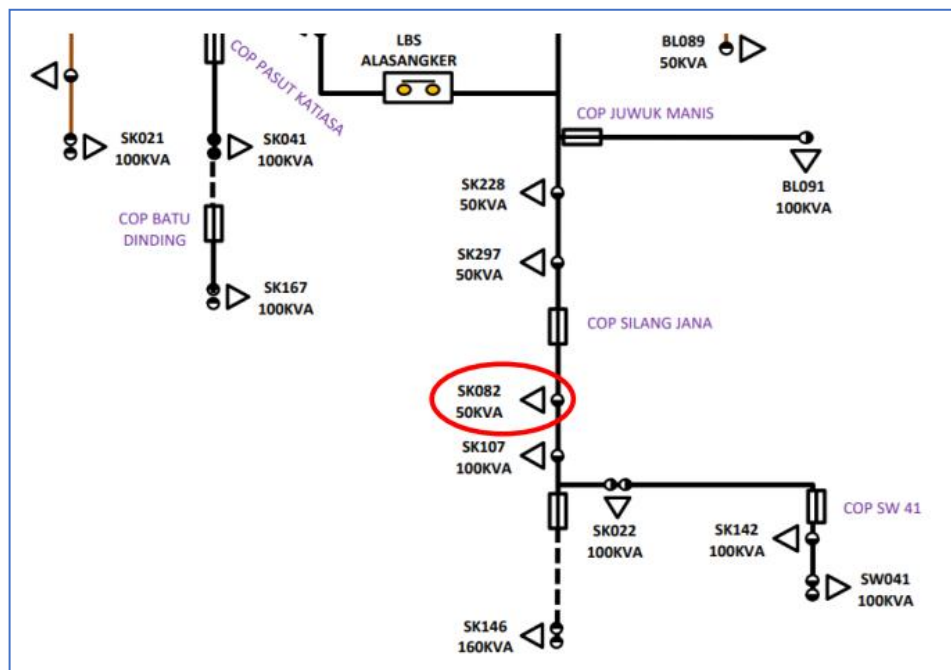 LBS
ALASANGKER
BL089
50KVA
COP PASUT KATIASA
COP JUWUK MANIS
SK021
100KVA
SK041
100KVA
SK228
50KVA
BL091
100KVA
COP BATU
DINDING
SK297
50KVA
SK167
100KVA
COP SILANG JANA
SK082
50KVA
SK107
100KVA
SK022
100KVA
COP SW 41
SK142
100KVA
SW041
100KVA
SK146
160KVA